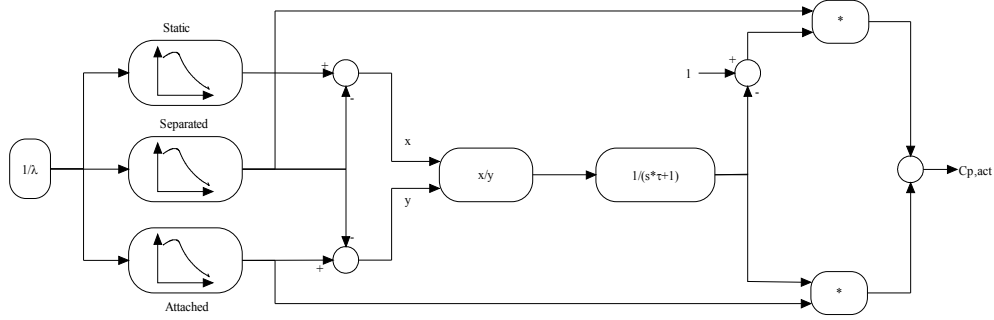 Static
*
+
1
-
+
-
Separated
x
1/λ
x/y
1/(s*τ+1)
Cp,act
y
-
+
*
Attached